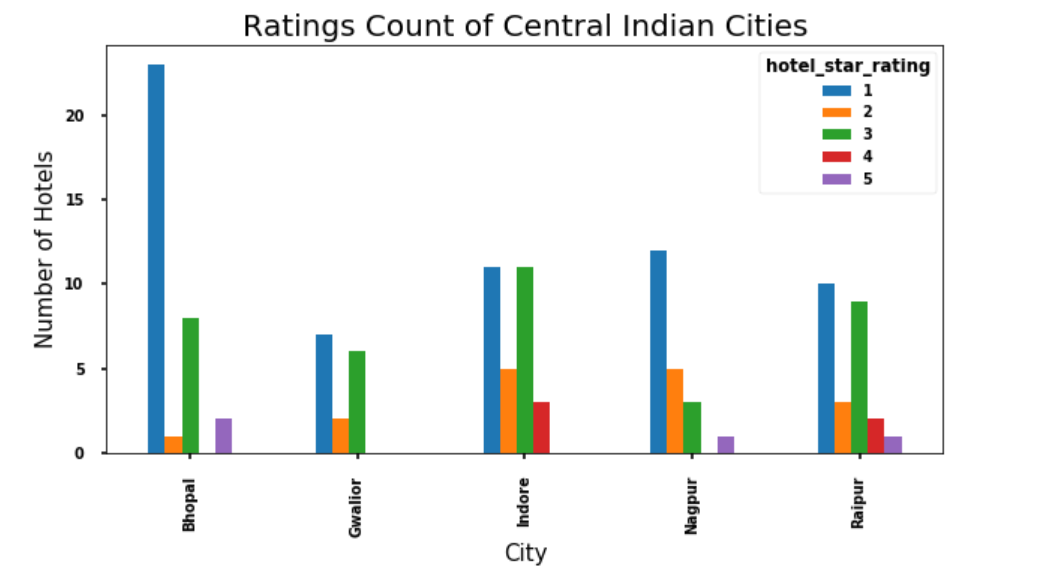 Ratings Count of Central Indian Cities
hotel_star_rating
1
2
3
4
5
Number of Hotels
20
15
10
5
0
Bhopal
Gwalior
Indore
Nagpur
Raipur
City